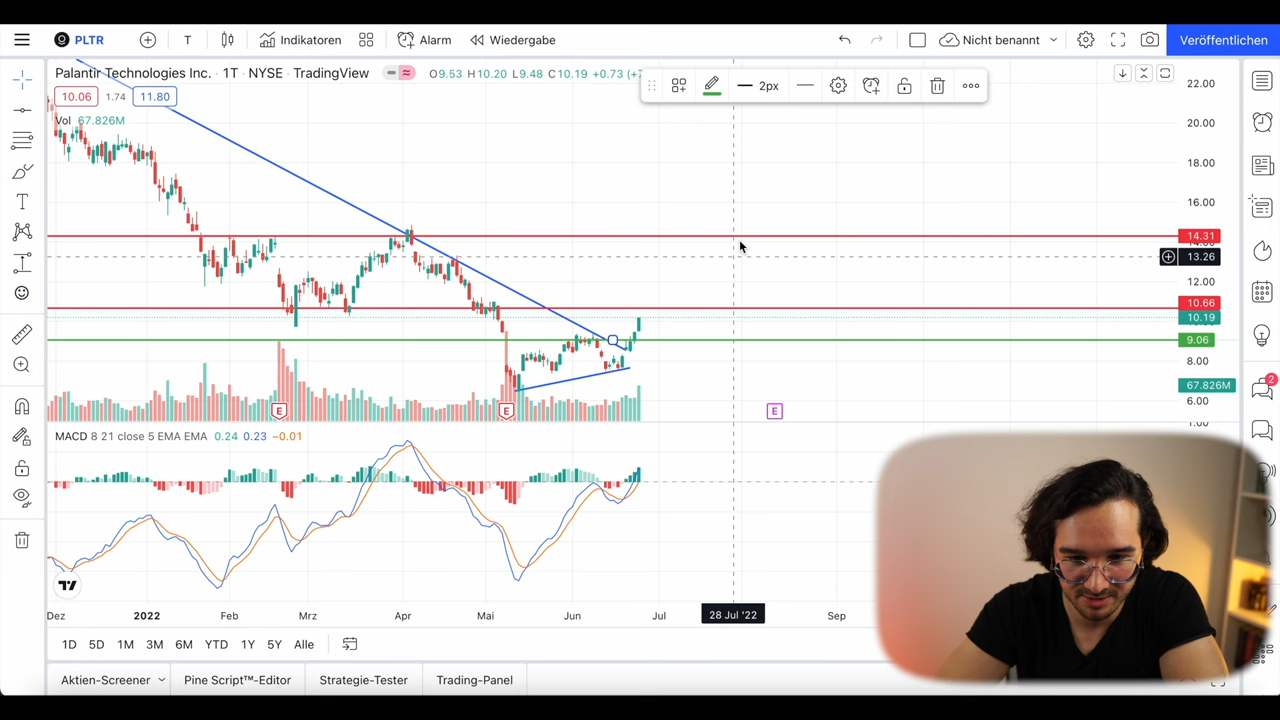 PLTR
T
Indikatoren
Alarm
Wiedergabe
Nicht benannt
Veröffentlichen
Palantir Technologies Inc. · 1T · NYSE · TradingView
O9.53 H10.20 L9.48 C10.19 +0.73 (+7
10.06 1.74 11.80
Vol 67.826M
2px
22.00
20.00
18.00
16.00
14.31
13.26
12.00
10.66
10.19
9.06
8.00
67.826M
6.00
E
E
E
2
MACD 8 21 close 5 EMA EMA 0.24 0.23 −0.01
Dez 2022 Feb Mrz Apr Mai Jun Jul 28 Jul '22 Sep
1D 5D 1M 3M 6M YTD 1Y 5Y Alle
Aktien-Screener Pine Script™-Editor Strategie-Tester Trading-Panel